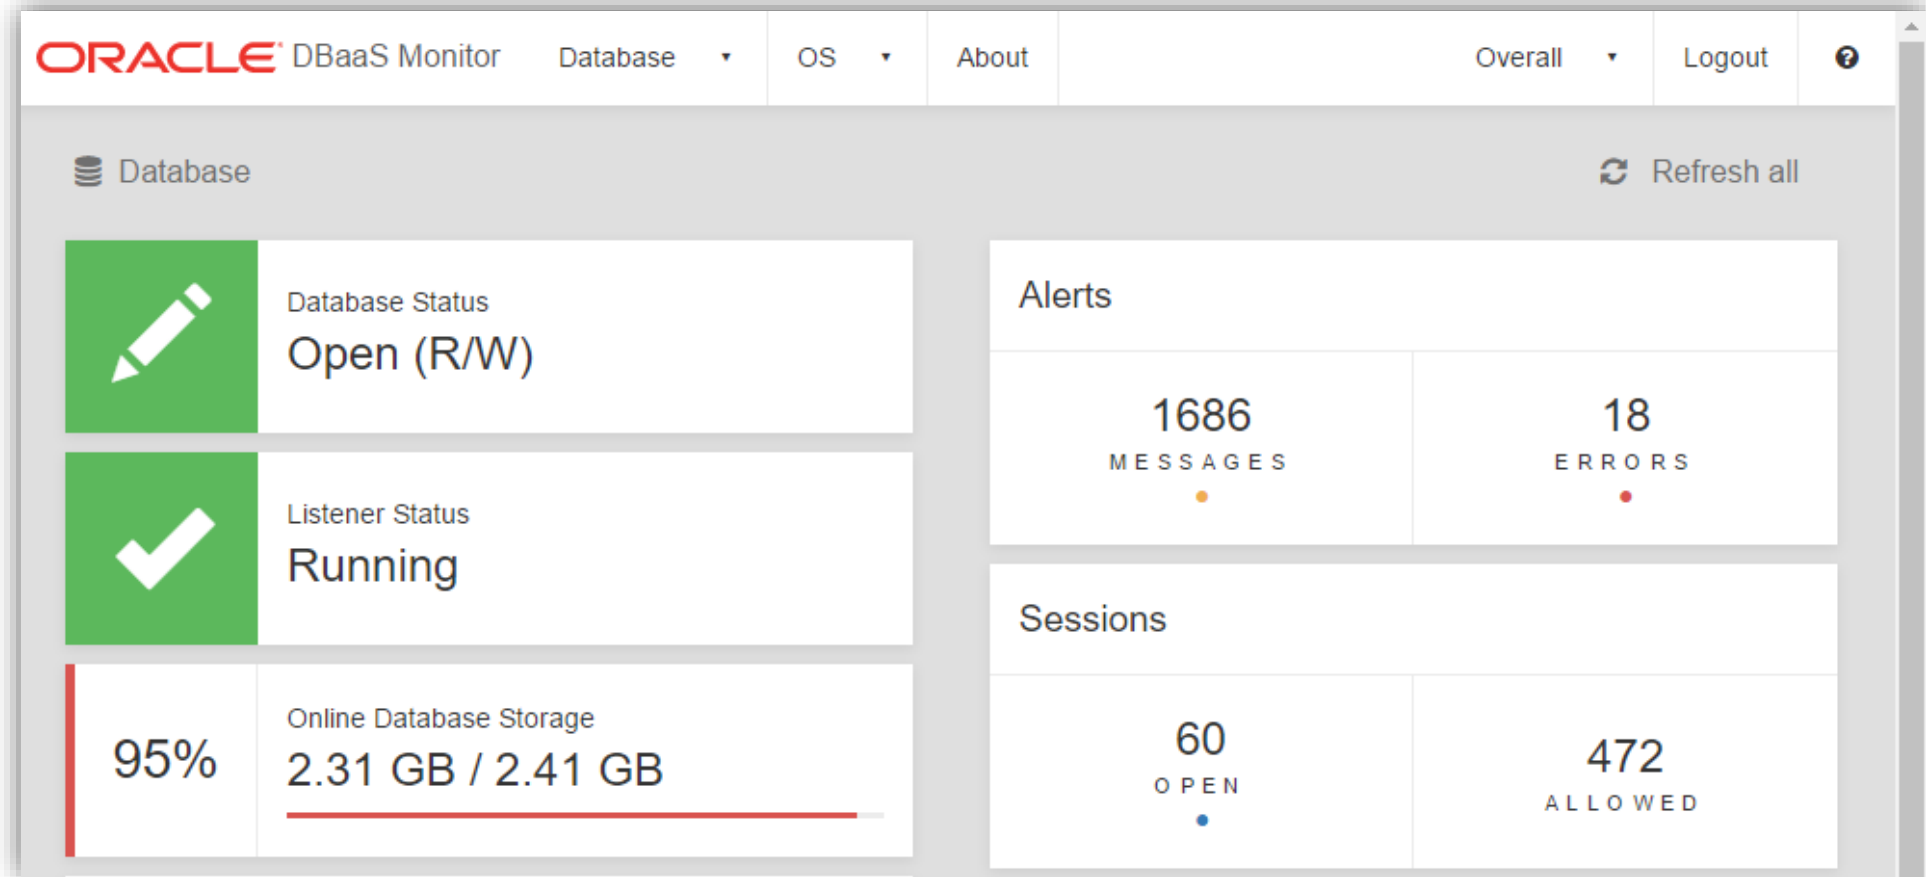 ORACLE DBaaS Monitor Database OS About Overall Logout ?
Database
Refresh all
Database Status
Open (R/W)
Listener Status
Running
95%
Online Database Storage
2.31 GB / 2.41 GB
Alerts
1686
MESSAGES
18
ERRORS
Sessions
60
OPEN
472
ALLOWED